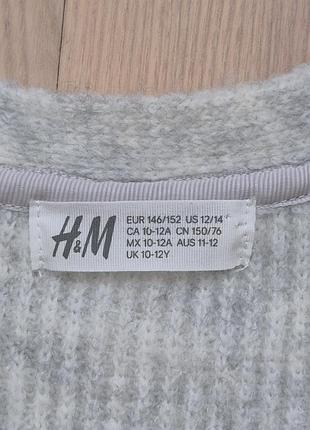 H&M
EUR 146/152 US 12/14+
CA 10-12A CN 150/76
MX 10-12A AUS 11-12
UK 10-12Y